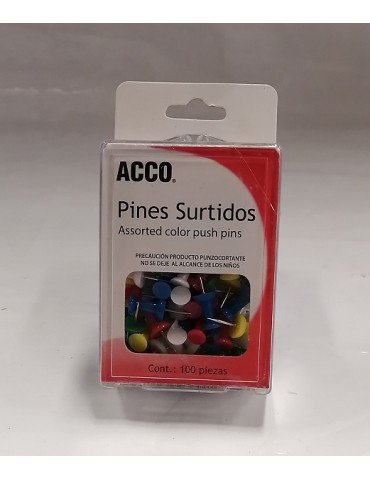 ACCO®
Pines Surtidos
Assorted color push pins
PRECAUCIÓN PRODUCTO PUNZOCORTANTE
NO SE DEJE AL ALCANCE DE LOS NIÑOS
Cont.: 100 piezas